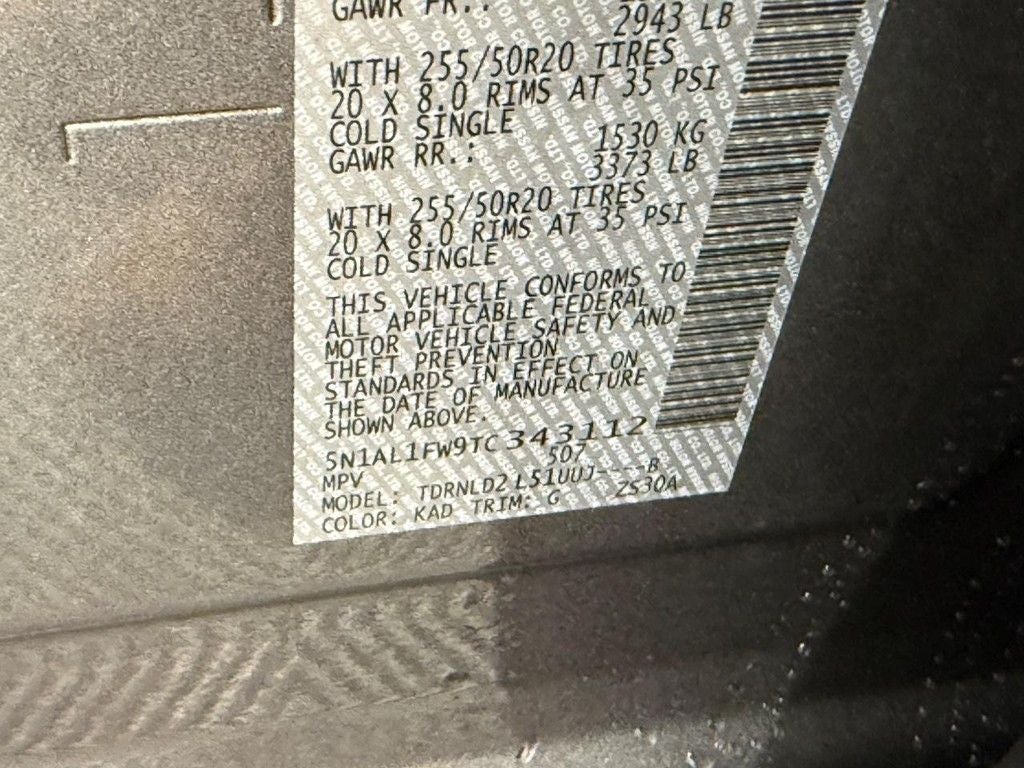 GAWR FR.:
2943 LB
WITH 255/50R20 TIRES
20 X 8.0 RIMS AT 35 PSI
COLD SINGLE
GAWR RR.: 1530 KG
3373 LB
WITH 255/50R20 TIRES
20 X 8.0 RIMS AT 35 PSI
COLD SINGLE
THIS VEHICLE CONFORMS TO
ALL APPLICABLE FEDERAL
MOTOR VEHICLE SAFETY AND
THEFT PREVENTION
STANDARDS IN EFFECT ON
THE DATE OF MANUFACTURE
SHOWN ABOVE.
5N1AL1FW9TC343112
MPV 507
MODEL: TDRNLD2 L51UUJ----B
COLOR: KAD TRIM: G ZS30A